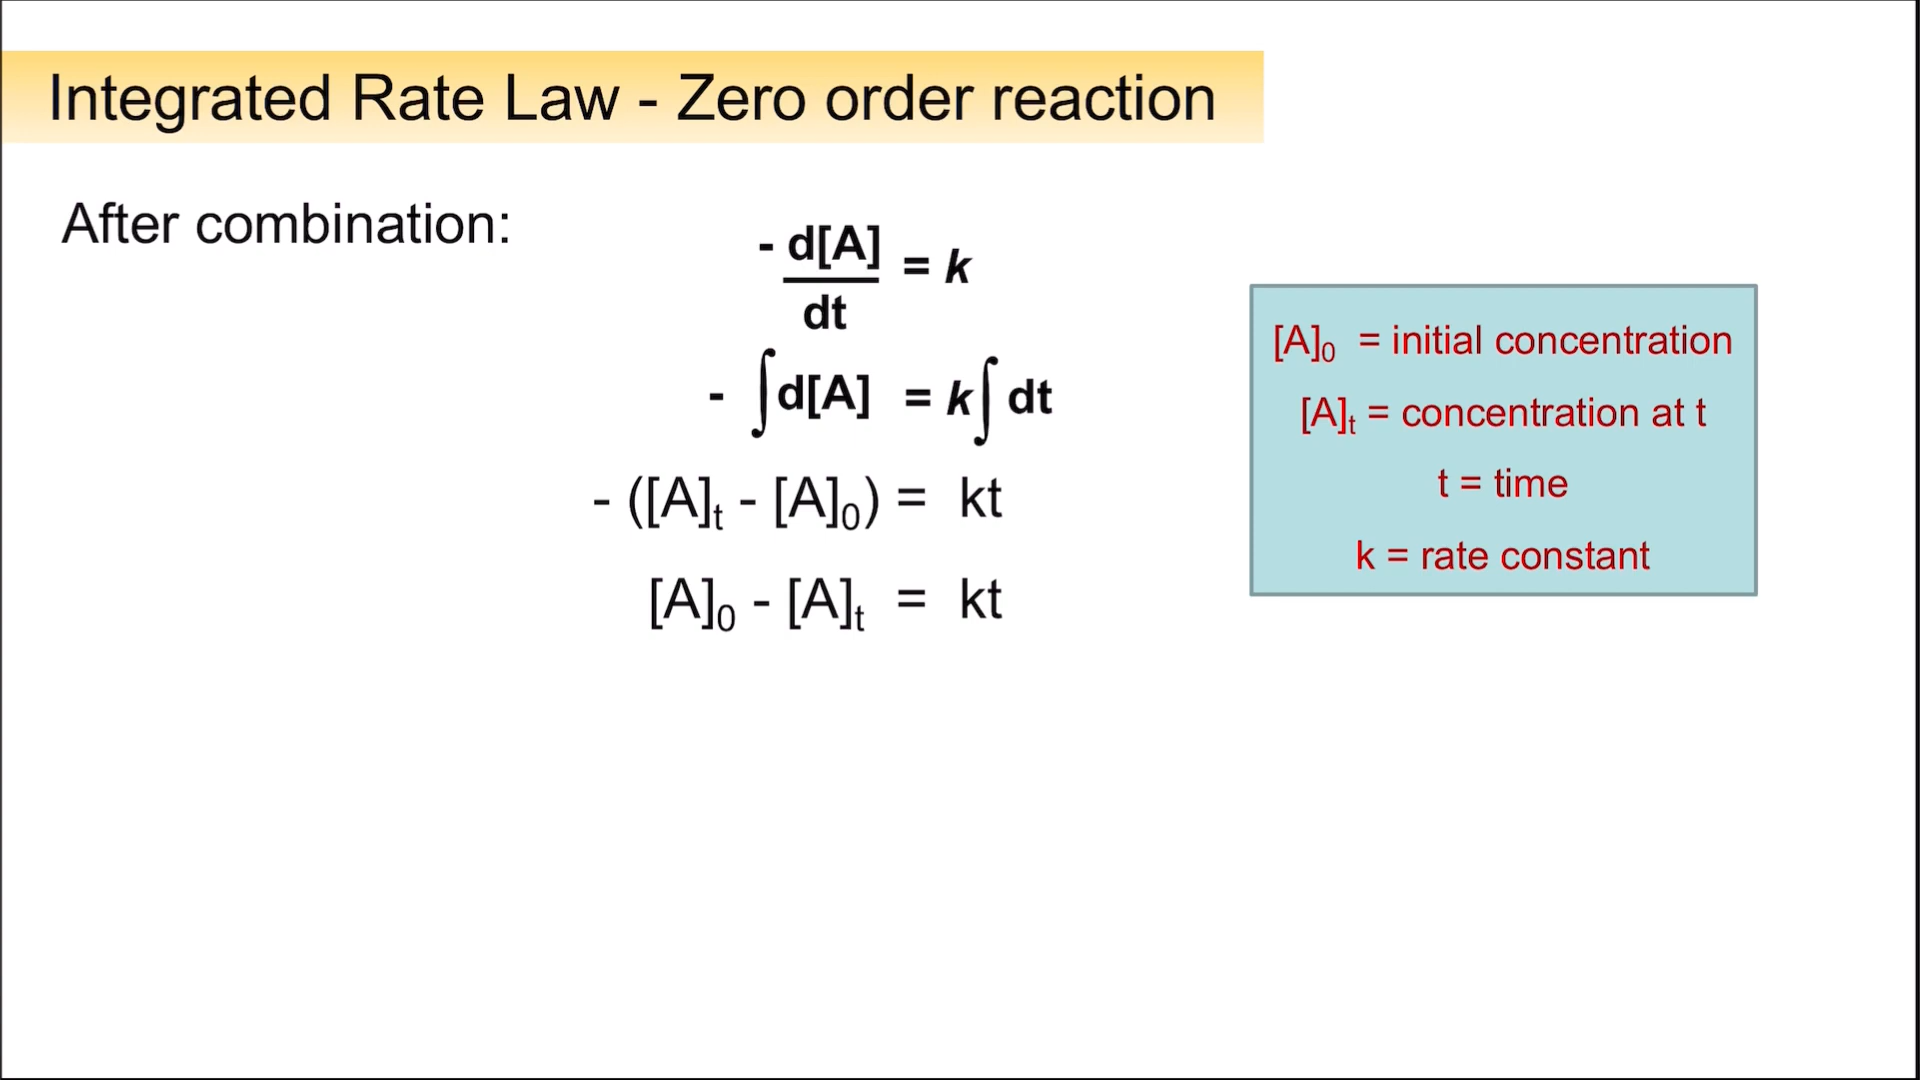 Integrated Rate Law - Zero order reaction
After combination:
- d[A]
dt
= k
- ∫d[A] = k∫ dt
- ([A]t - [A]0) = kt
[A]0 - [A]t = kt
[A]0 = initial concentration
[A]t = concentration at t
t = time
k = rate constant